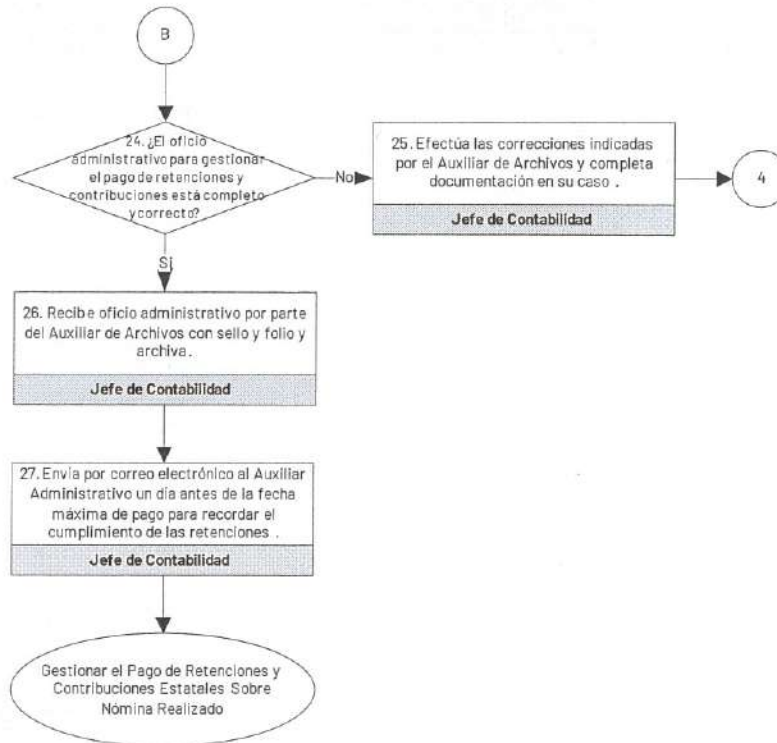 B
24. ¿El oficio
administrativo para gestionar
el pago de retenciones y
contribuciones está completo
y correcto?
No
25. Efectúa las correcciones indicadas
por el Auxiliar de Archivos y completa
documentación en su caso .
Jefe de Contabilidad
4
Si
26. Recibe oficio administrativo por parte
del Auxiliar de Archivos con sello y folio y
archiva.
Jefe de Contabilidad
27. Envía por correo electrónico al Auxiliar
Administrativo un día antes de la fecha
máxima de pago para recordar el
cumplimiento de las retenciones .
Jefe de Contabilidad
Gestionar el Pago de Retenciones y
Contribuciones Estatales Sobre
Nómina Realizado